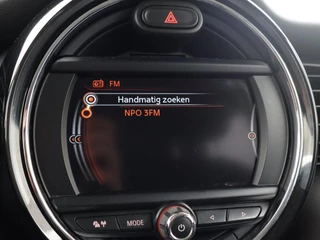 FM
Handmatig zoeken
NPO 3FM
MODE